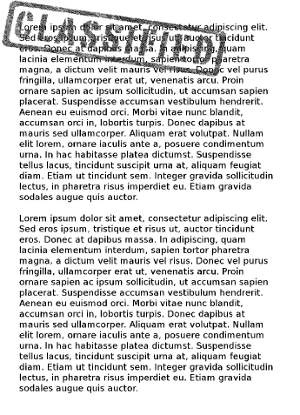 Lorem ipsum dolor sit amet, consectetur adipiscing elit.
Sed eros ipsum, tristique et risus ut, auctor tincidunt
eros. Donec at dapibus massa. In adipiscing, quam
lacinia elementum interdum, sapien tortor pharetra
magna, a dictum velit mauris vel risus. Donec vel purus
fringilla, ullamcorper erat ut, venenatis arcu. Proin
ornare sapien ac ipsum sollicitudin, ut accumsan sapien
placerat. Suspendisse accumsan vestibulum hendrerit.
Aenean eu euismod orci. Morbi vitae nunc blandit,
accumsan orci in, lobortis turpis. Donec dapibus at
mauris sed ullamcorper. Aliquam erat volutpat. Nullam
elit lorem, ornare iaculis ante a, posuere condimentum
urna. In hac habitasse platea dictumst. Suspendisse
tellus lacus, tincidunt suscipit urna at, aliquam feugiat
diam. Etiam ut tincidunt sem. Integer gravida sollicitudin
lectus, in pharetra risus imperdiet eu. Etiam gravida
sodales augue quis auctor.
Lorem ipsum dolor sit amet, consectetur adipiscing elit.
Sed eros ipsum, tristique et risus ut, auctor tincidunt
eros. Donec at dapibus massa. In adipiscing, quam
lacinia elementum interdum, sapien tortor pharetra
magna, a dictum velit mauris vel risus. Donec vel purus
fringilla, ullamcorper erat ut, venenatis arcu. Proin
ornare sapien ac ipsum sollicitudin, ut accumsan sapien
placerat. Suspendisse accumsan vestibulum hendrerit.
Aenean eu euismod orci. Morbi vitae nunc blandit,
accumsan orci in, lobortis turpis. Donec dapibus at
mauris sed ullamcorper. Aliquam erat volutpat. Nullam
elit lorem, ornare iaculis ante a, posuere condimentum
urna. In hac habitasse platea dictumst. Suspendisse
tellus lacus, tincidunt suscipit urna at, aliquam feugiat
diam. Etiam ut tincidunt sem. Integer gravida sollicitudin
lectus, in pharetra risus imperdiet eu. Etiam gravida
sodales augue quis auctor.